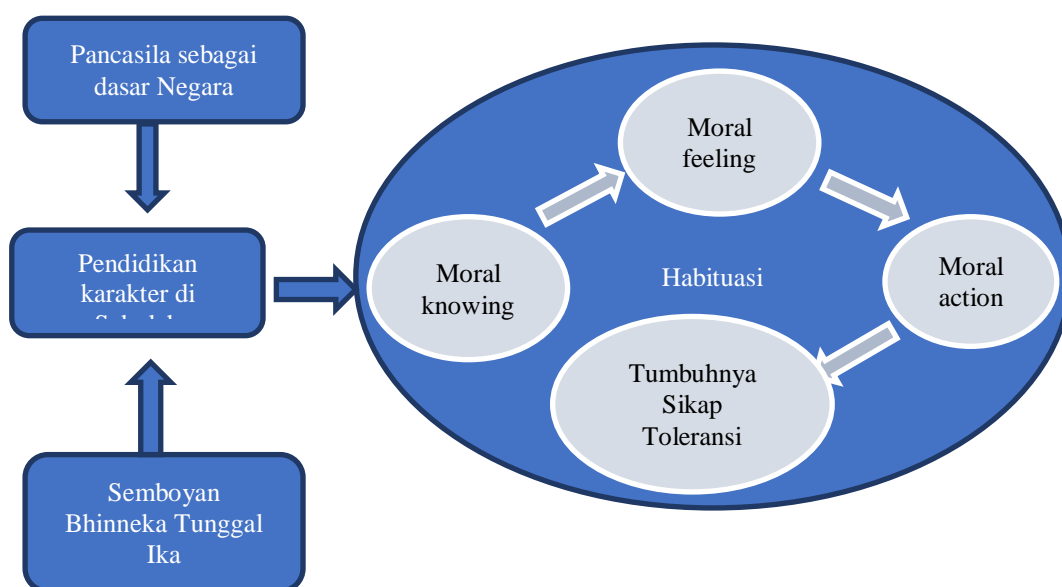 Pancasila sebagai
dasar Negara
Pendidikan
karakter di
Semboyan
Bhinneka Tunggal
Ika
Moral
feeling
Moral
knowing
Habituasi
Moral
action
Tumbuhnya
Sikap
Toleransi